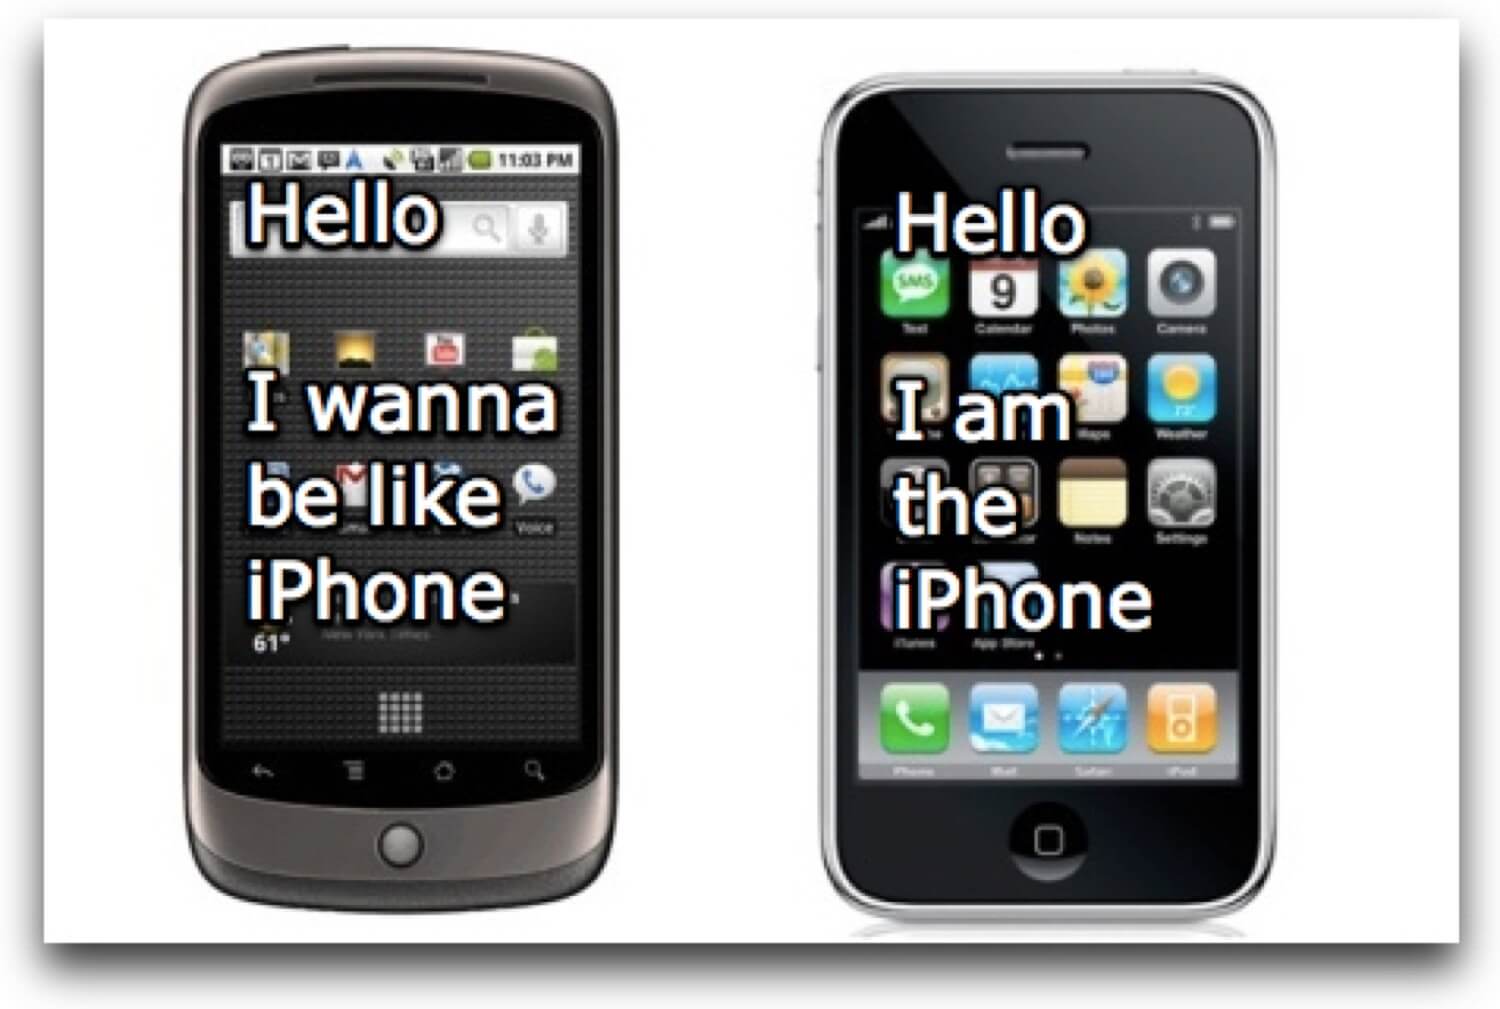 11:03 PM
Hello
I wanna
be like
iPhone
Voice
61°
Hello
SMS
9
Text Calendar Photos Camera
I am
Maps Weather
the
Notes Settings
iPhone
iTunes App Store
Phone Mail Safari iPod